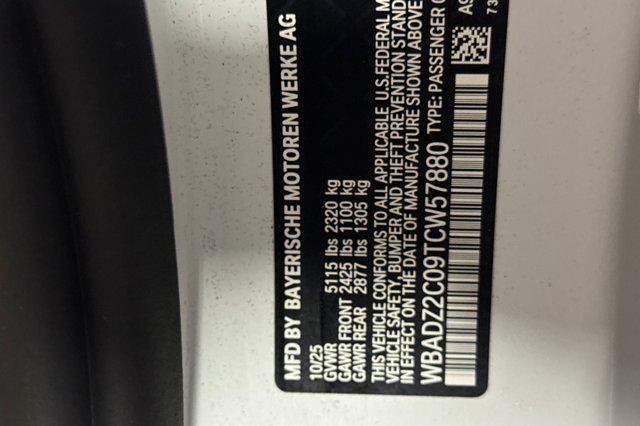 MFD BY BAYERISCHE MOTOREN WERKE AG
10/25
GVWR 5115 lbs 2320 kg
GAWR FRONT 2425 lbs 1100 kg
GAWR REAR 2877 lbs 1305 kg
THIS VEHICLE CONFORMS TO ALL APPLICABLE U.S.FEDERAL M
VEHICLE SAFETY, BUMPER AND THEFT PREVENTION STAND
IN EFFECT ON THE DATE OF MANUFACTURE SHOWN ABOVE
WBADZ2C09TCW57880 TYPE: PASSENGER
A9
73